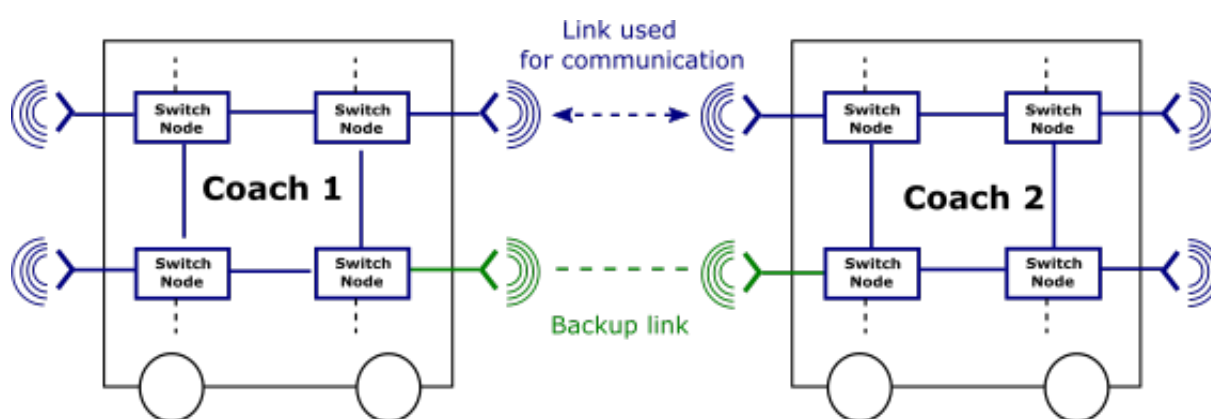 Link used
for communication
Switch
Node
Switch
Node
Switch
Node
Switch
Node
Coach 1
Coach 2
Switch
Node
Switch
Node
Switch
Node
Switch
Node
Backup link